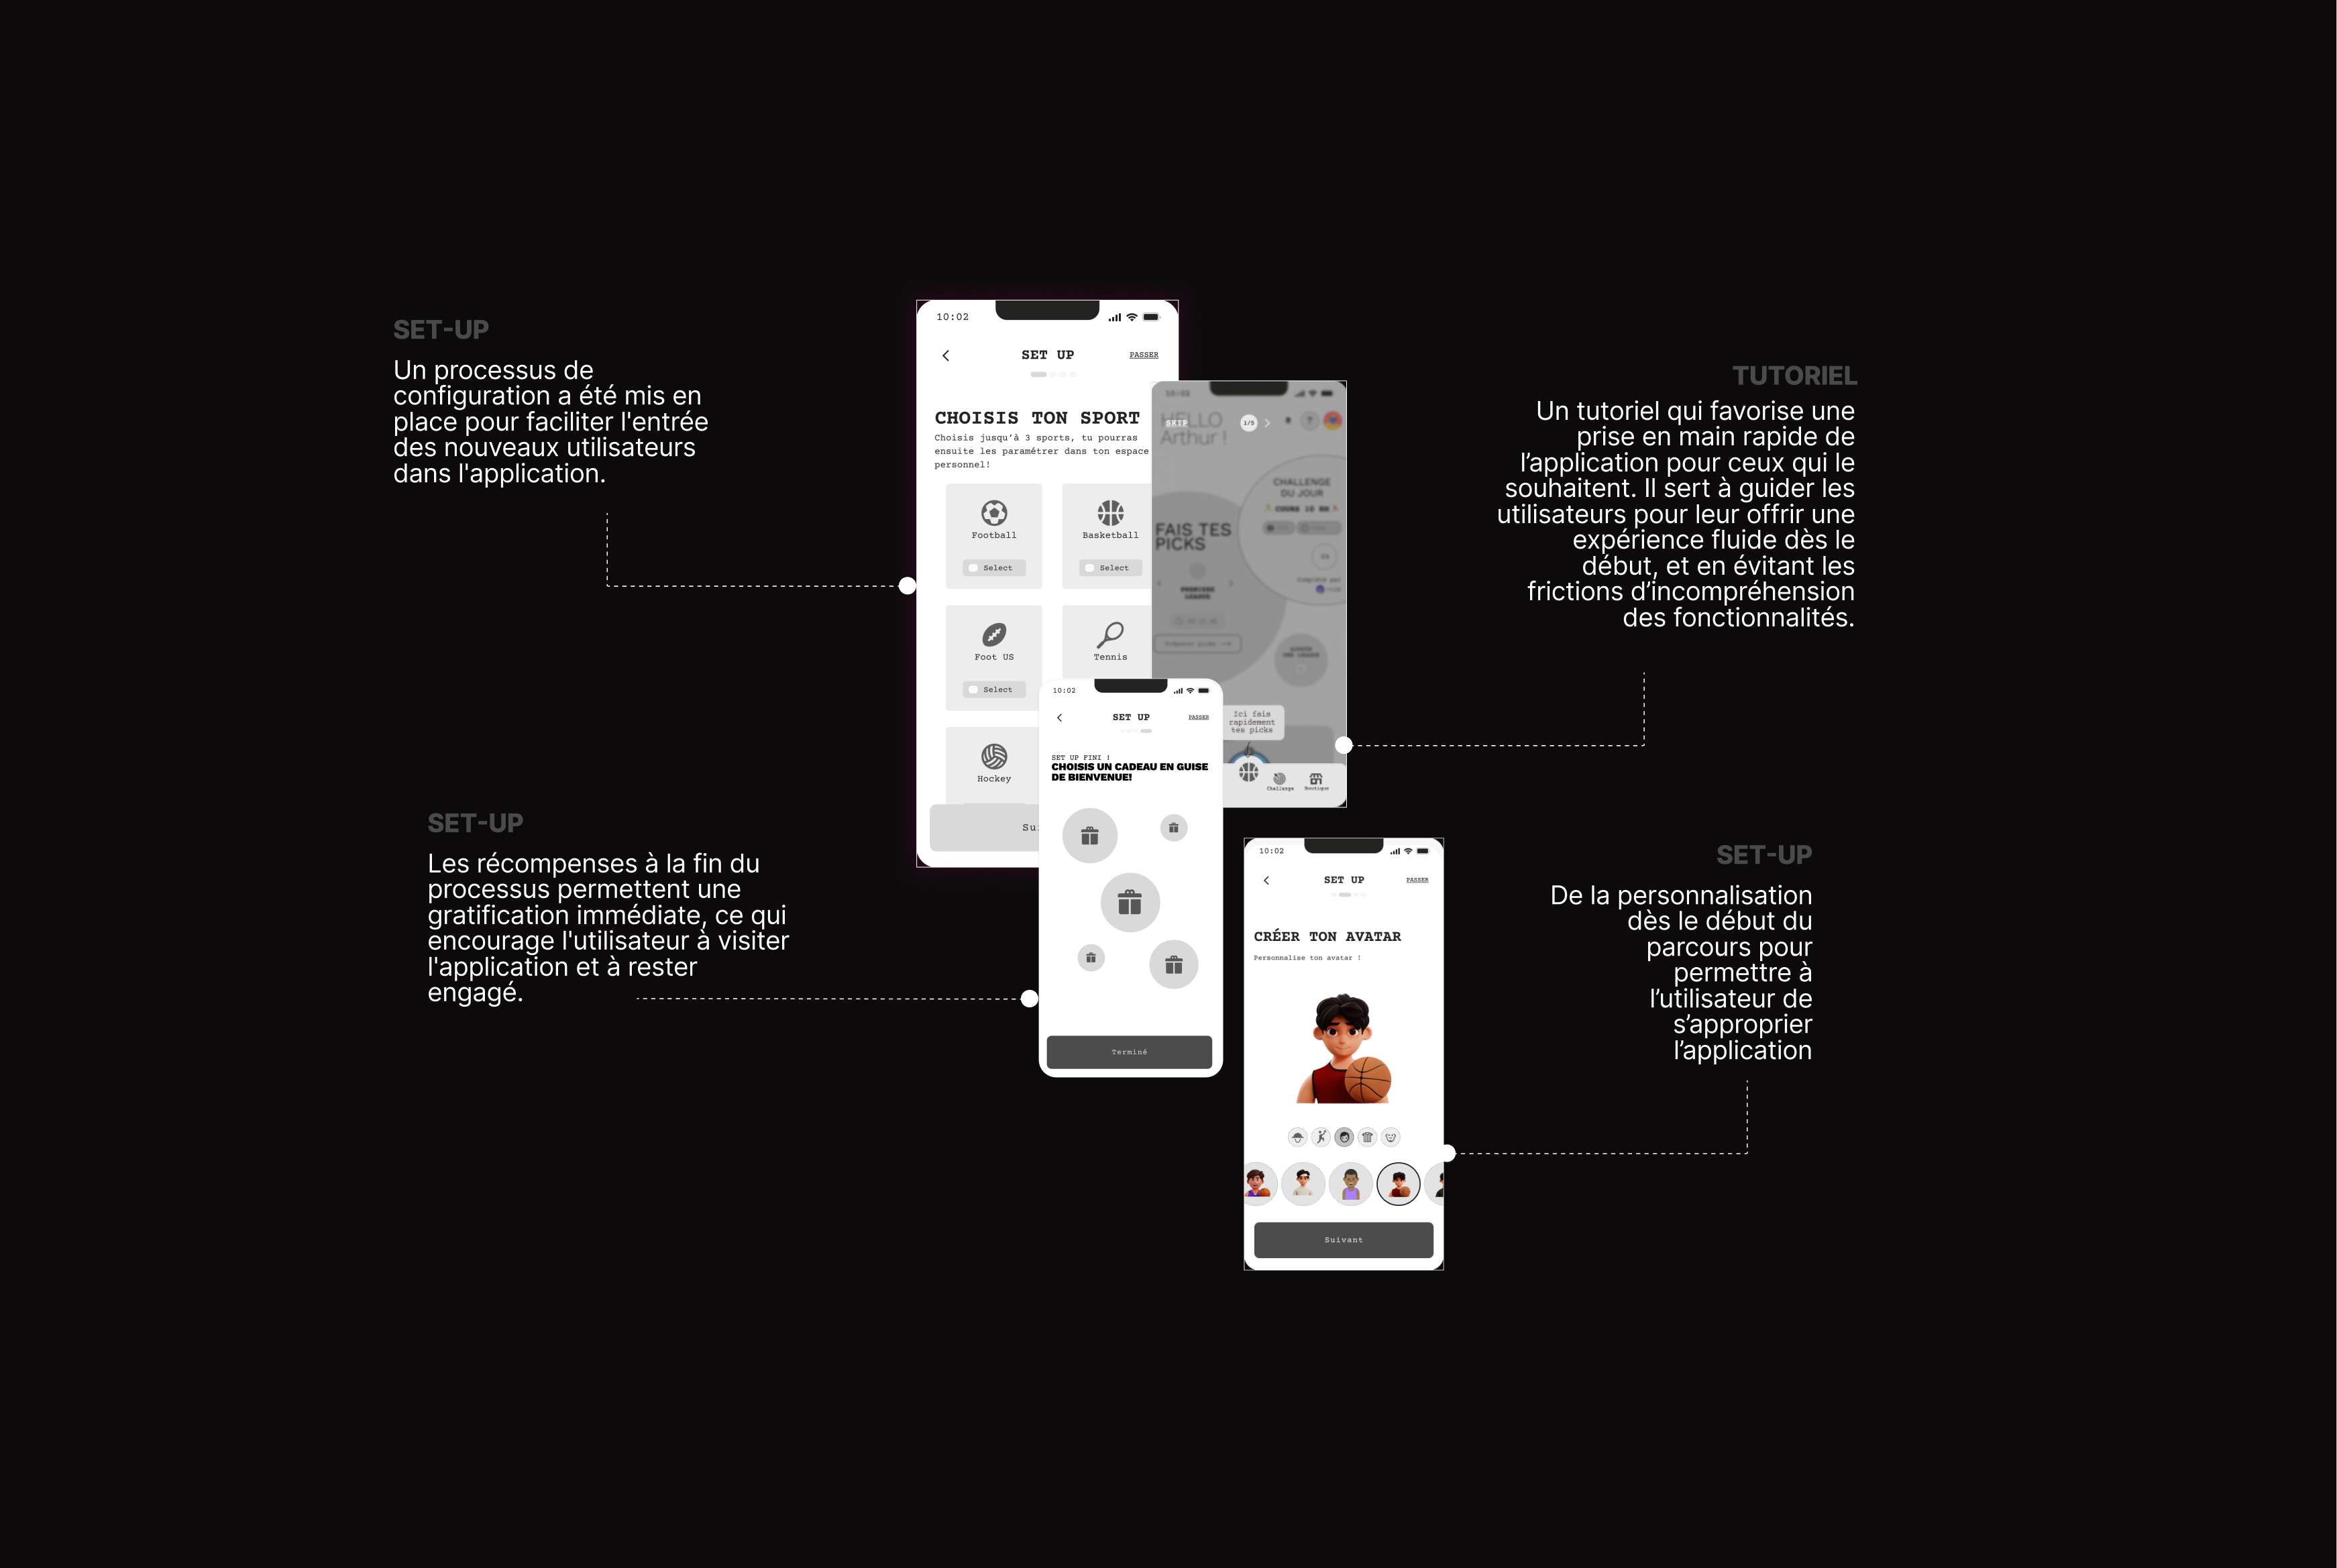 SET-UP
Un processus de
configuration a été mis en
place pour faciliter l'entrée
des nouveaux utilisateurs
dans l'application.
10:02
SET UP
PASSER
CHOISIS TON SPORT
Choisis jusqu’à 3 sports, tu pourras
ensuite les paramétrer dans ton espace
personnel!
Football
Select
Basketball
Select
Foot US
Select
Tennis
Hockey
10:02
HELLO
Arthur !
SKIP
1/5
?
CHALLENGE
DU JOUR
COURS 10 KM
FAIS TES
PICKS
PREMIERE
LEAGUE
Préparer picks
Complété par
AJOUTE
UNE LEAGUE
Ici fais
rapidement
tes picks
Challenge
Boutique
TUTORIEL
Un tutoriel qui favorise une
prise en main rapide de
l’application pour ceux qui le
souhaitent. Il sert à guider les
utilisateurs pour leur offrir une
expérience fluide dès le
début, et en évitant les
frictions d’incompréhension
des fonctionnalités.
SET-UP
Les récompenses à la fin du
processus permettent une
gratification immédiate, ce qui
encourage l'utilisateur à visiter
l'application et à rester
engagé.
10:02
SET UP
PASSER
SET UP FINI !
CHOISIS UN CADEAU EN GUISE
DE BIENVENUE!
Terminé
10:02
SET UP
PASSER
CRÉER TON AVATAR
Personnalise ton avatar !
Suivant
SET-UP
De la personnalisation
dès le début du
parcours pour
permettre à
l’utilisateur de
s’approprier
l’application